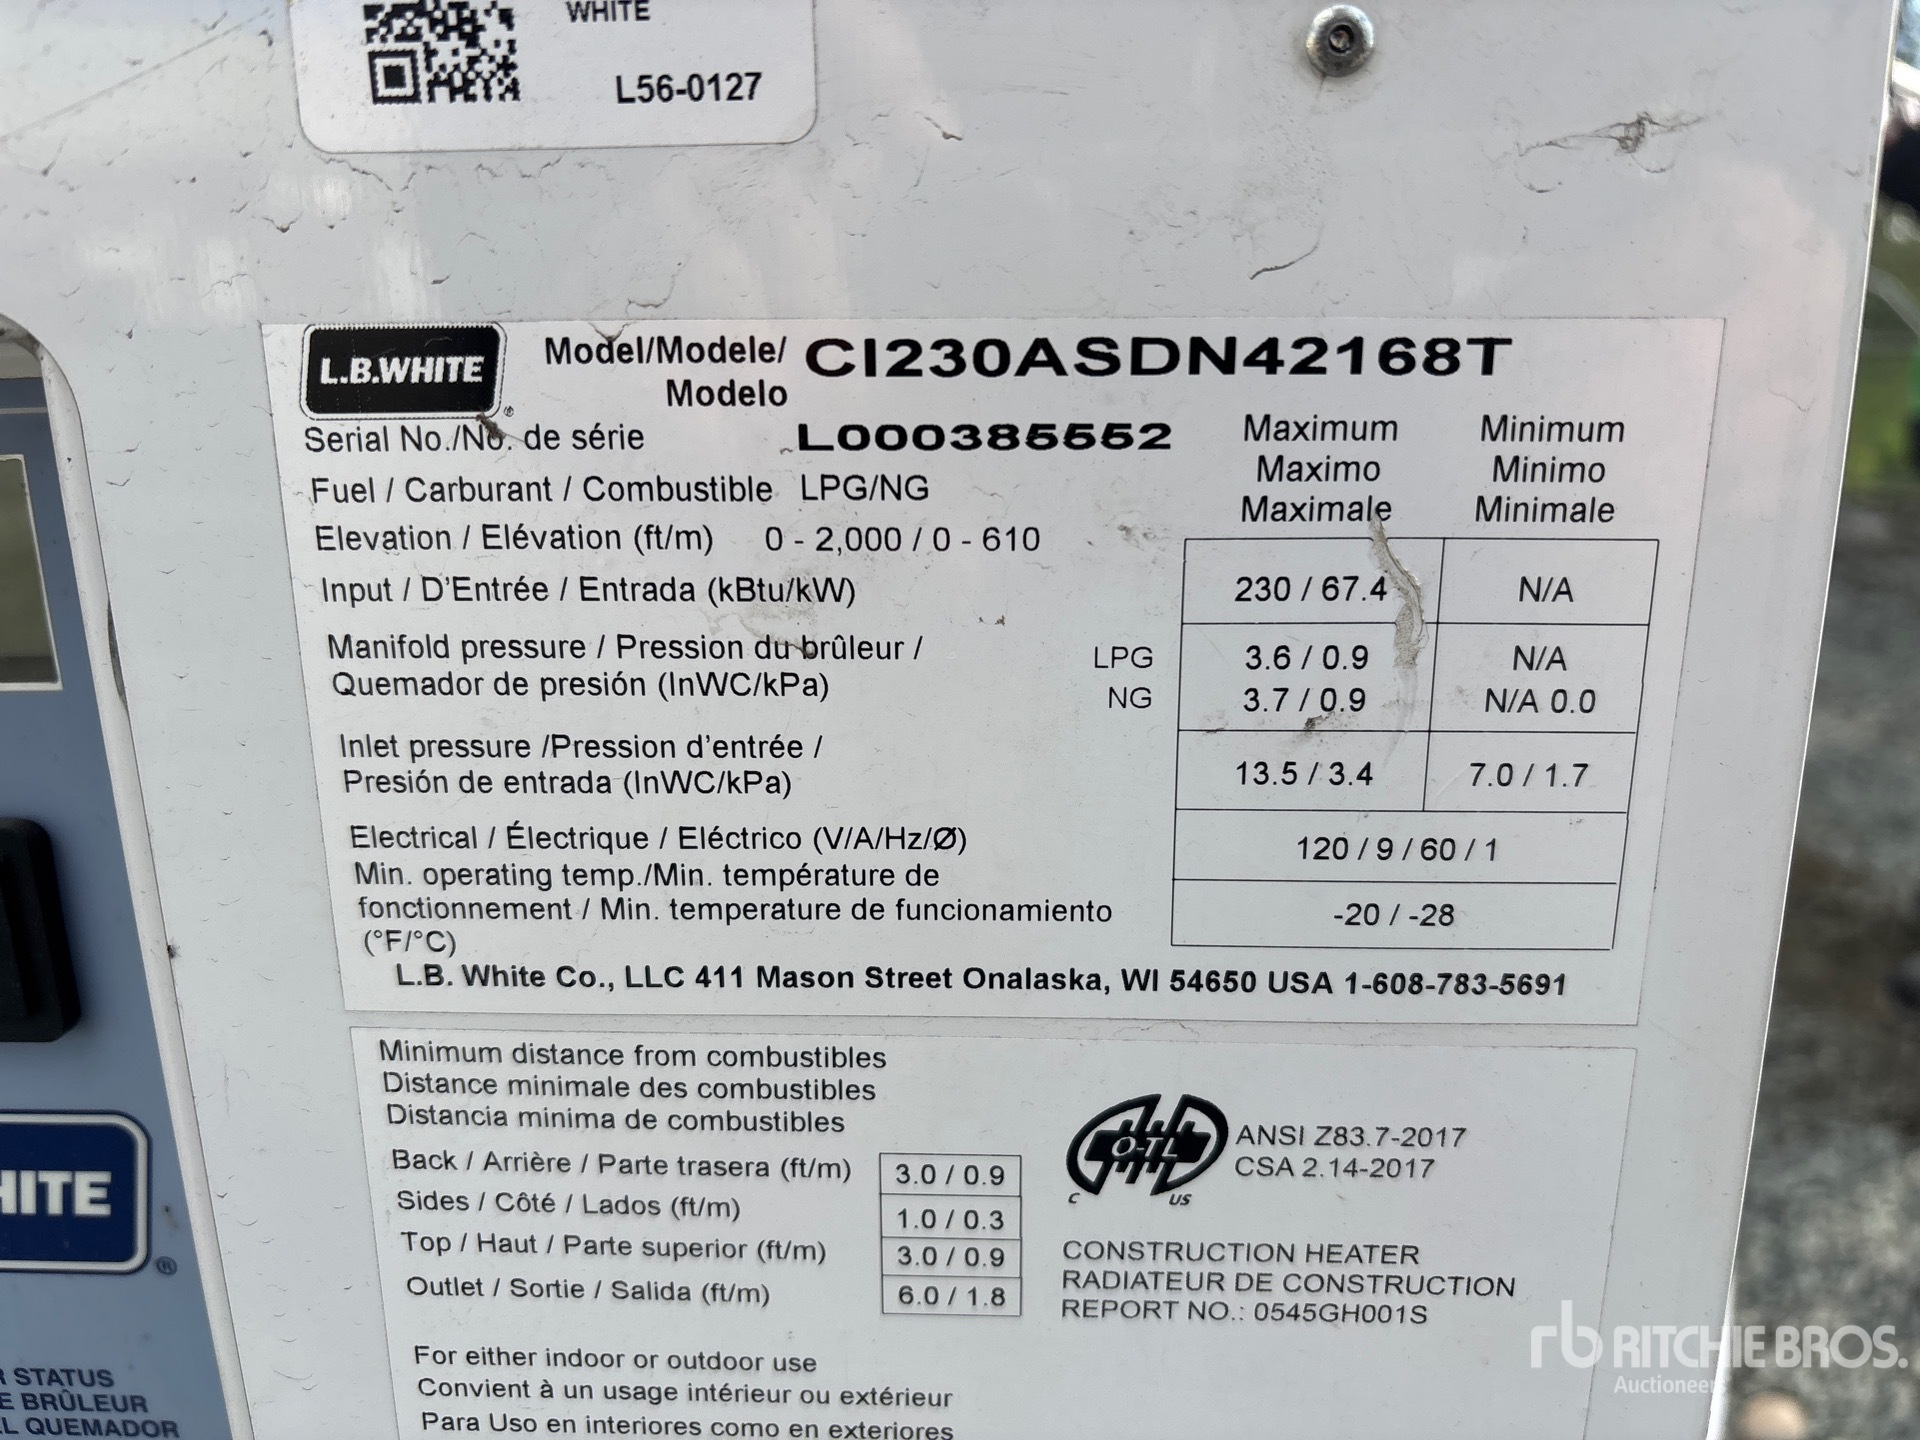 WHITE
L56-0127
L.B.WHITE ®
Model/Modele/ CI230ASDN42168T
Modelo
Serial No./No. de série L000385552
Maximum Minimum
Maximo Minimo
Maximale Minimale
Fuel / Carburant / Combustible LPG/NG
Elevation / Elévation (ft/m) 0 - 2,000 / 0 - 610
Input / D'Entrée / Entrada (kBtu/kW) 230 / 67.4 N/A
Manifold pressure / Pression du brûleur / LPG 3.6 / 0.9 N/A
Quemador de presión (InWC/kPa) NG 3.7 / 0.9 N/A 0.0
Inlet pressure /Pression d'entrée /
Presión de entrada (InWC/kPa) 13.5 / 3.4 7.0 / 1.7
Electrical / Électrique / Eléctrico (V/A/Hz/Ø) 120 / 9 / 60 / 1
Min. operating temp./Min. température de
fonctionnement / Min. temperature de funcionamiento -20 / -28
(°F/°C)
L.B. White Co., LLC 411 Mason Street Onalaska, WI 54650 USA 1-608-783-5691
Minimum distance from combustibles
Distance minimale des combustibles
Distancia minima de combustibles
Back / Arrière / Parte trasera (ft/m) 3.0 / 0.9
Sides / Côté / Lados (ft/m) 1.0 / 0.3
Top / Haut / Parte superior (ft/m) 3.0 / 0.9
Outlet / Sortie / Salida (ft/m) 6.0 / 1.8
O-TL
C US
ANSI Z83.7-2017
CSA 2.14-2017
CONSTRUCTION HEATER
RADIATEUR DE CONSTRUCTION
REPORT NO.: 0545GH001S
For either indoor or outdoor use
Convient à un usage intérieur ou extérieur
Para Uso en interiores como en exteriores
HITE ®
R STATUS
E BRÛLEUR
L QUEMADOR
rb RITCHIE BROS.
Auctioneers